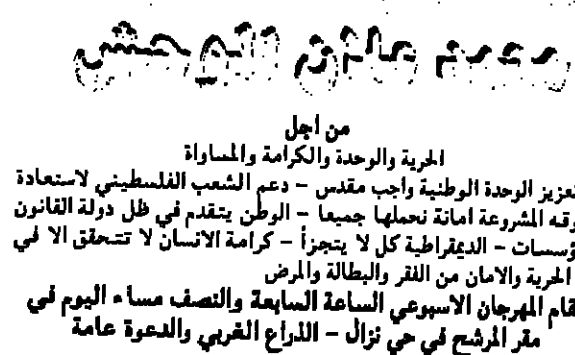 الوحش
من اجل
الحرية والوحدة والكرامة والمساواة
تعزيز الوحدة الوطنية واجب مقدس – دعم الشعب الفلسطيني لاستعادة
وقه المشروعة امانة نحملها جميعا – الوطن يتقدم في ظل دولة القانون
ؤسسات – الديمقراطية كل لا يتجزأ – كرامة الانسان لا تتحقق الا في
الحرية والامان من الفقر والبطالة والمرض
قام المهرجان الاسبوعي الساعة السابعة والنصف مساء اليوم في
مقر المرشح في حي نزال – الذراع الغربي والدعوة عامة